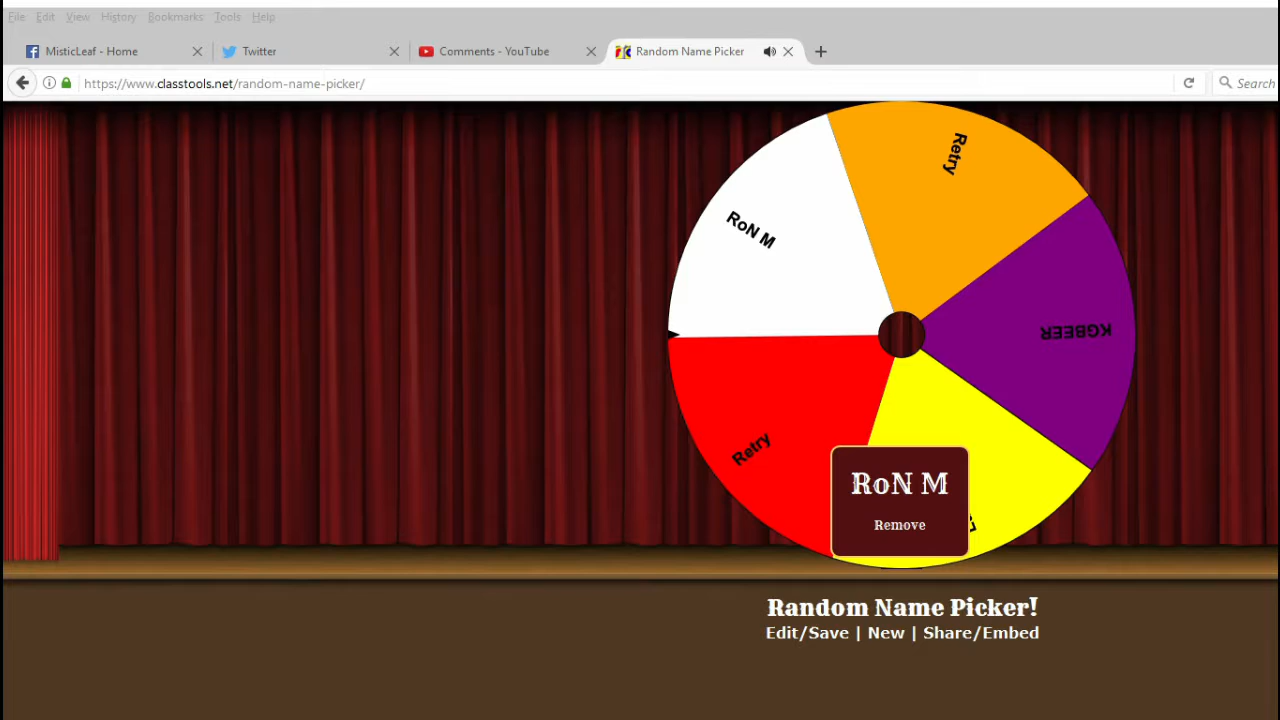 File Edit View History Bookmarks Tools Help
MisticLeaf - Home Twitter Comments - YouTube Random Name Picker
https://www.classtools.net/random-name-picker/ Search
Retry
RoN M
KGBEER
Retry
RoN M
Remove
Random Name Picker!
Edit/Save | New | Share/Embed